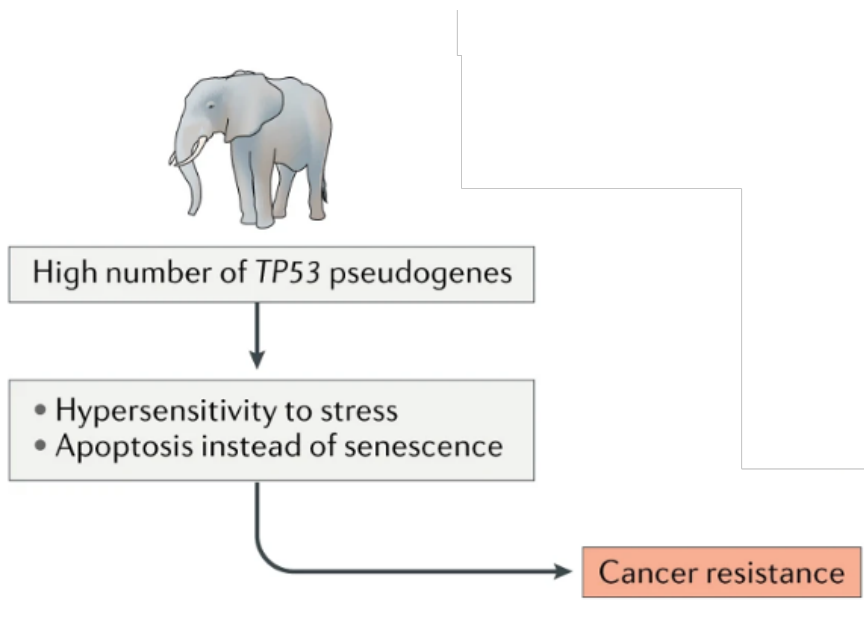 High number of TP53 pseudogenes
• Hypersensitivity to stress
• Apoptosis instead of senescence
Cancer resistance